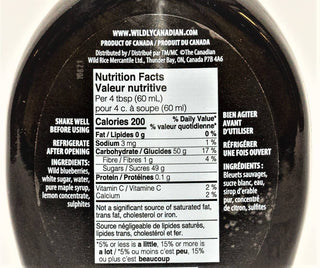 www.WILDLYCANADIAN.com
PRODUCT OF CANADA / PRODUIT DU CANADA
Distributed by / Distribué par TM/MC ©The Canadian
Wild Rice Mercantile Ltd., Thunder Bay, ON, Canada P7B 4A6
Nutrition Facts
Valeur nutritive
Per 4 tbsp (60 mL)
pour 4 c. à soupe (60 ml)
Calories 200
% Daily Value*
% valeur quotidienne*
Fat / Lipides 0 g 0 %
Sodium 3 mg 1 %
Carbohydrate / Glucides 50 g 17 %
Fibre / Fibres 1 g 4 %
Sugars / Sucres 49 g
Protein / Protéines 0.1 g
Vitamin C / Vitamine C 2 %
Calcium 2 %
Not a significant source of saturated fat,
trans fat, cholesterol or iron.
Source négligeable de lipides saturés,
lipides trans, cholestérol et fer.
*5% or less is a little, 15% or more is
a lot / *5% ou moins c'est peu, 15%
ou plus c'est beaucoup
SHAKE WELL
BEFORE USING
REFRIGERATE
AFTER OPENING
INGREDIENTS:
Wild blueberries,
white sugar, water,
pure maple syrup,
lemon concentrate,
sulphites
BIEN AGITER
AVANT
D'UTILISER
RÉFRIGÉRER
UNE FOIS OUVERT
INGRÉDIENTS:
Bleuets sauvages,
sucre blanc, eau,
sirop d'érable
pur, concentré
de citron, sulfites